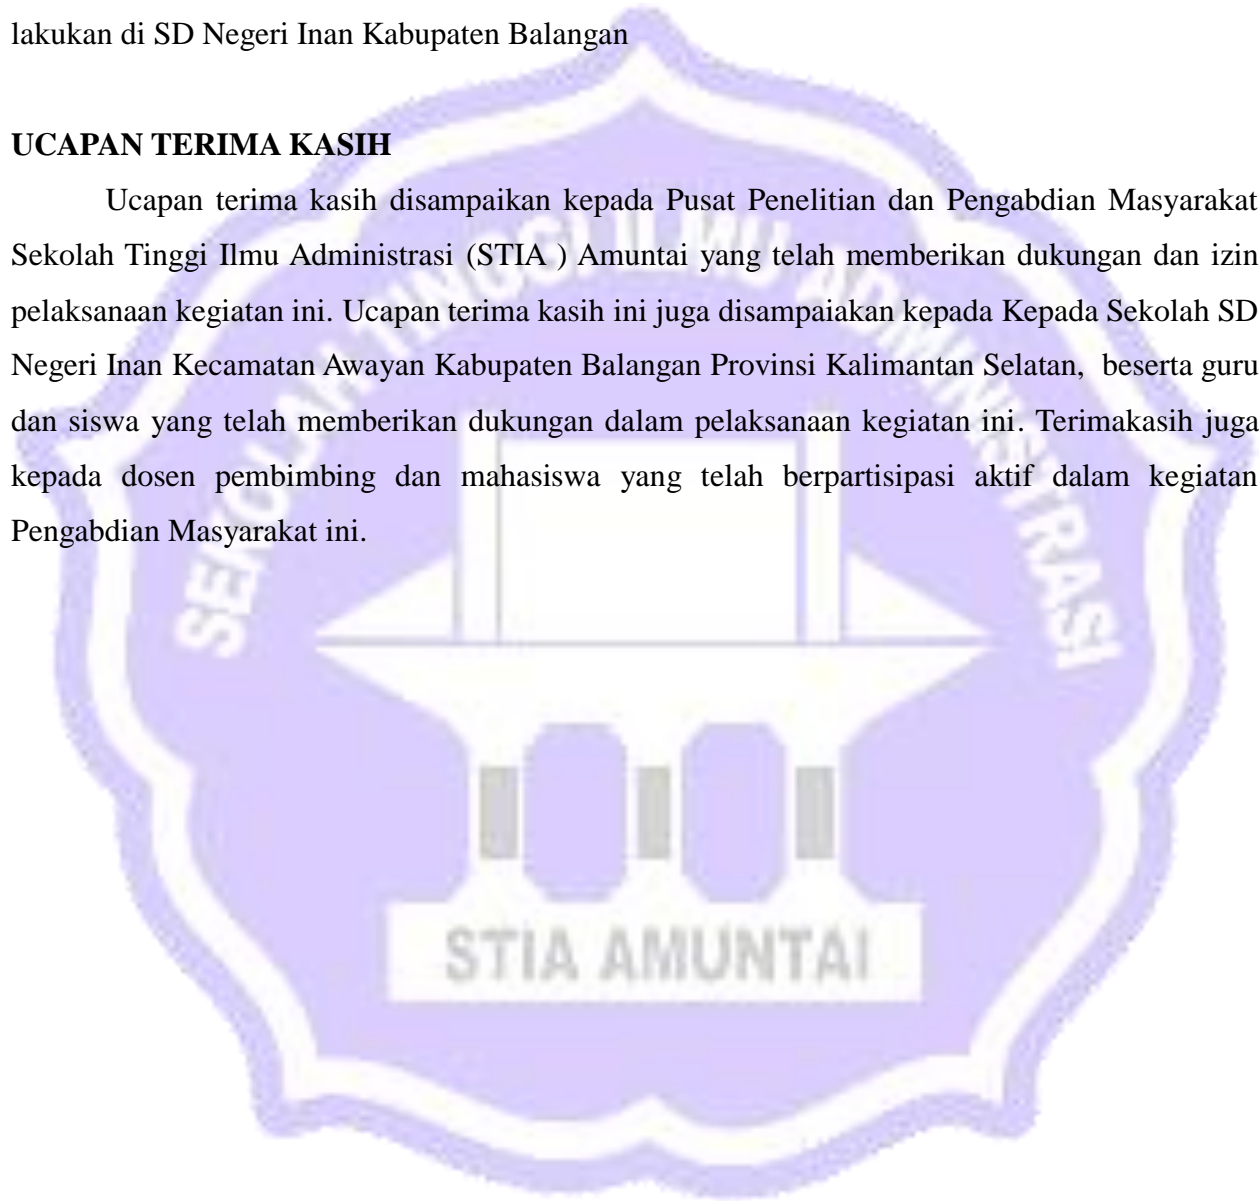 lakukan di SD Negeri Inan Kabupaten Balangan
UCAPAN TERIMA KASIH
Ucapan terima kasih disampaikan kepada Pusat Penelitian dan Pengabdian Masyarakat
Sekolah Tinggi Ilmu Administrasi (STIA ) Amuntai yang telah memberikan dukungan dan izin
pelaksanaan kegiatan ini. Ucapan terima kasih ini juga disampaiakan kepada Kepada Sekolah SD
Negeri Inan Kecamatan Awayan Kabupaten Balangan Provinsi Kalimantan Selatan,  beserta guru
dan siswa yang telah memberikan dukungan dalam pelaksanaan kegiatan ini. Terimakasih juga
kepada dosen pembimbing dan mahasiswa yang telah berpartisipasi aktif dalam kegiatan
Pengabdian Masyarakat ini.
SEKOLAH TINGGI ILMU ADMINISTRASI
STIA AMUNTAI